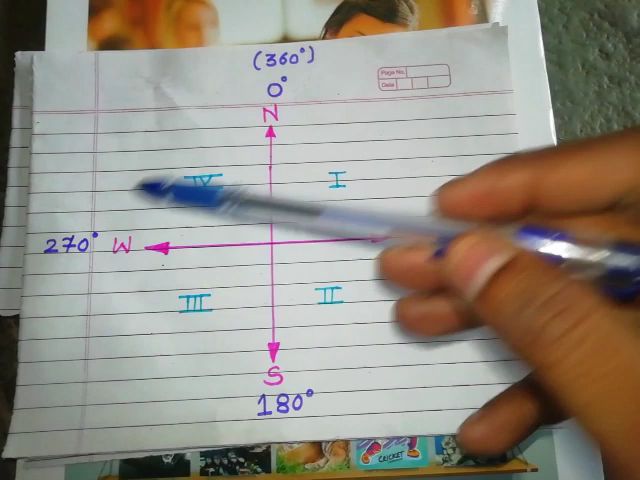 (360°)
0°
N
Page No.
Date
IV
I
270°
W
III
II
S
180°
CRICKET